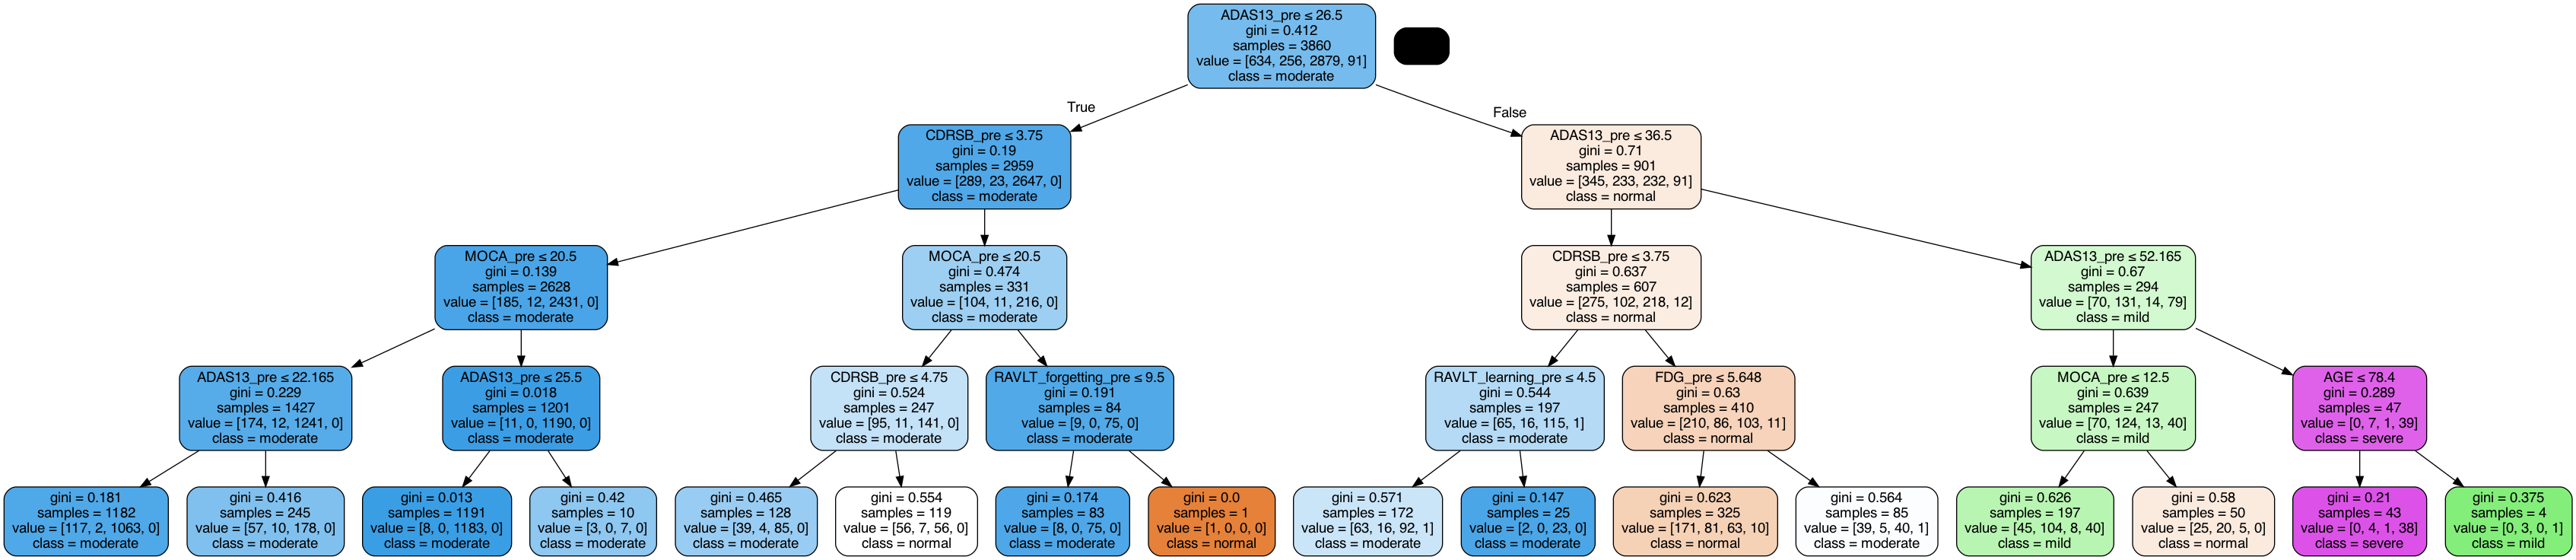 ADAS13_pre ≤ 26.5
gini = 0.412
samples = 3860
value = [634, 256, 2879, 91]
class = moderate
True
False
CDRSB_pre ≤ 3.75
gini = 0.19
samples = 2959
value = [289, 23, 2647, 0]
class = moderate
ADAS13_pre ≤ 36.5
gini = 0.71
samples = 901
value = [345, 233, 232, 91]
class = normal
MOCA_pre ≤ 20.5
gini = 0.139
samples = 2628
value = [185, 12, 2431, 0]
class = moderate
MOCA_pre ≤ 20.5
gini = 0.474
samples = 331
value = [104, 11, 216, 0]
class = moderate
CDRSB_pre ≤ 3.75
gini = 0.637
samples = 607
value = [275, 102, 218, 12]
class = normal
ADAS13_pre ≤ 52.165
gini = 0.67
samples = 294
value = [70, 131, 14, 79]
class = mild
ADAS13_pre ≤ 22.165
gini = 0.229
samples = 1427
value = [174, 12, 1241, 0]
class = moderate
ADAS13_pre ≤ 25.5
gini = 0.018
samples = 1201
value = [11, 0, 1190, 0]
class = moderate
CDRSB_pre ≤ 4.75
gini = 0.524
samples = 247
value = [95, 11, 141, 0]
class = moderate
RAVLT_forgetting_pre ≤ 9.5
gini = 0.191
samples = 84
value = [9, 0, 75, 0]
class = moderate
RAVLT_learning_pre ≤ 4.5
gini = 0.544
samples = 197
value = [65, 16, 115, 1]
class = moderate
FDG_pre ≤ 5.648
gini = 0.63
samples = 410
value = [210, 86, 103, 11]
class = normal
MOCA_pre ≤ 12.5
gini = 0.639
samples = 247
value = [70, 124, 13, 40]
class = mild
AGE ≤ 78.4
gini = 0.289
samples = 47
value = [0, 7, 1, 39]
class = severe
gini = 0.181
samples = 1182
value = [117, 2, 1063, 0]
class = moderate
gini = 0.416
samples = 245
value = [57, 10, 178, 0]
class = moderate
gini = 0.013
samples = 1191
value = [8, 0, 1183, 0]
class = moderate
gini = 0.42
samples = 10
value = [3, 0, 7, 0]
class = moderate
gini = 0.465
samples = 128
value = [39, 4, 85, 0]
class = moderate
gini = 0.554
samples = 119
value = [56, 7, 56, 0]
class = normal
gini = 0.174
samples = 83
value = [8, 0, 75, 0]
class = moderate
gini = 0.0
samples = 1
value = [1, 0, 0, 0]
class = normal
gini = 0.571
samples = 172
value = [63, 16, 92, 1]
class = moderate
gini = 0.147
samples = 25
value = [2, 0, 23, 0]
class = moderate
gini = 0.623
samples = 325
value = [171, 81, 63, 10]
class = normal
gini = 0.564
samples = 85
value = [39, 5, 40, 1]
class = moderate
gini = 0.626
samples = 197
value = [45, 104, 8, 40]
class = mild
gini = 0.58
samples = 50
value = [25, 20, 5, 0]
class = normal
gini = 0.21
samples = 43
value = [0, 4, 1, 38]
class = severe
gini = 0.375
samples = 4
value = [0, 3, 0, 1]
class = mild